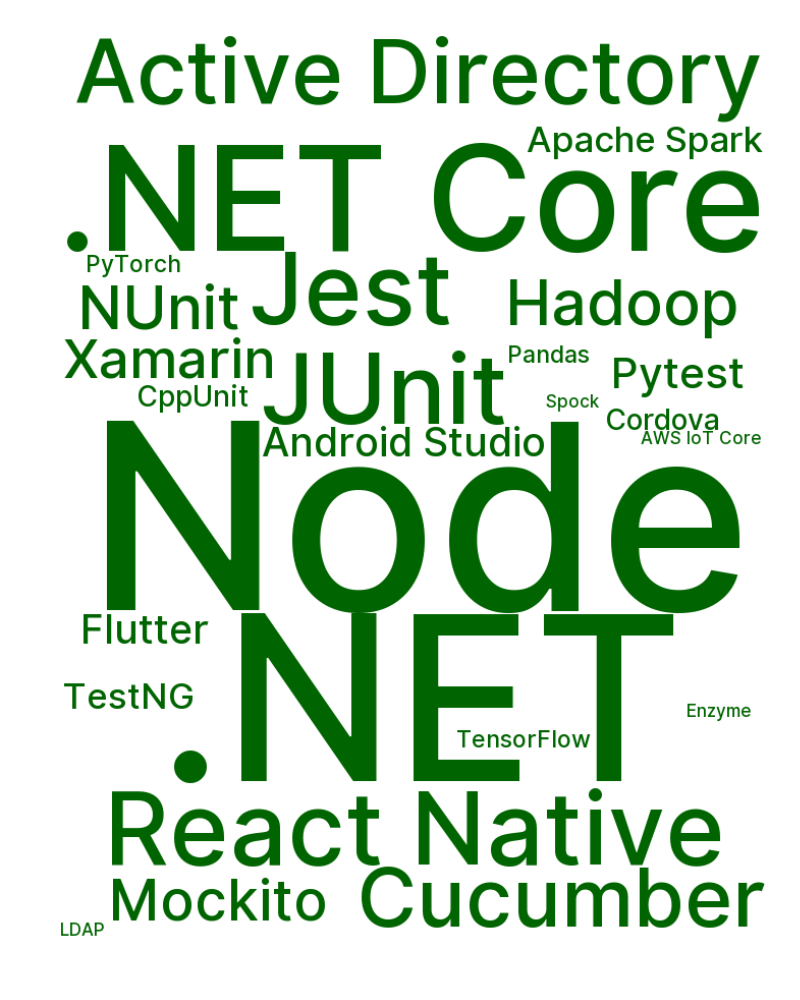 Active Directory
Apache Spark
.NET Core
PyTorch
Jest
NUnit
Hadoop
Xamarin
JUnit
Pandas
Pytest
CppUnit
Spock
Cordova
AWS IoT Core
Android Studio
Node
Flutter
.NET
TestNG
Enzyme
TensorFlow
React Native
Mockito
Cucumber
LDAP